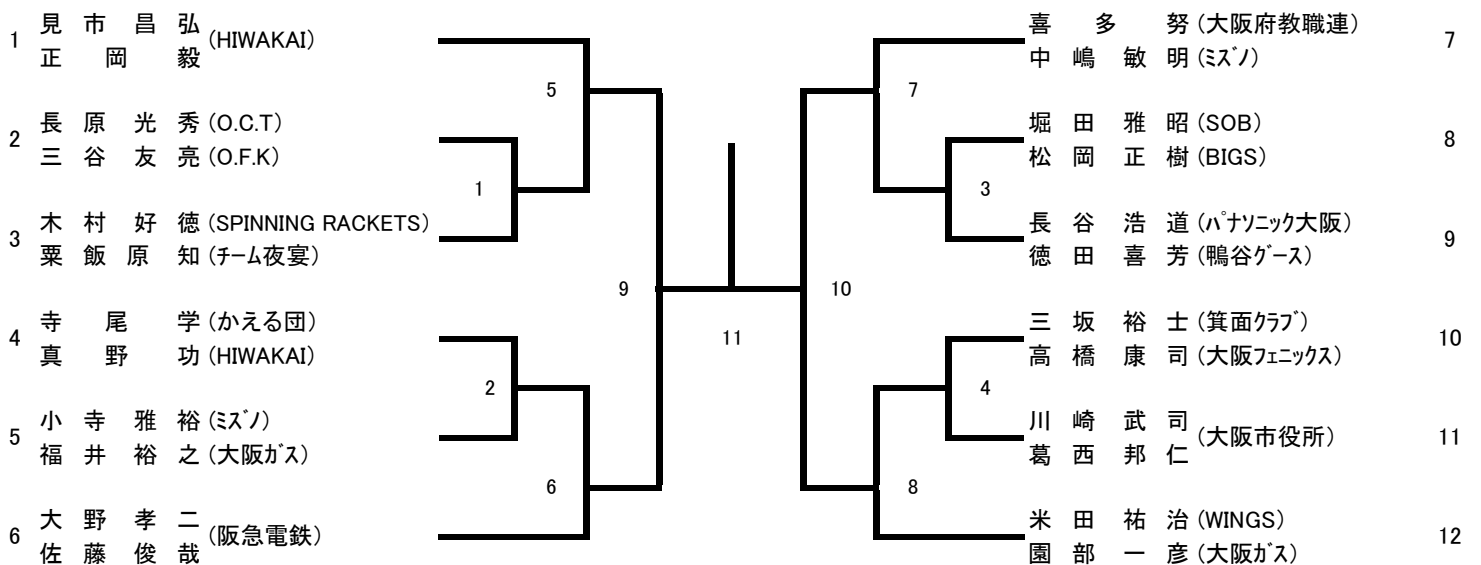 1 見市昌弘 (HIWAKAI)
正岡毅
2 長原光秀 (O.C.T)
三谷友亮 (O.F.K)
3 木村好徳 (SPINNING RACKETS)
粟飯原知 (チーム夜宴)
4 寺尾学 (かえる団)
真野功 (HIWAKAI)
5 小寺雅裕 (ミズノ)
福井裕之 (大阪ガス)
6 大野孝二 (阪急電鉄)
佐藤俊哉
5
1
2
6
9
11
10
7
3
4
8
喜多努 (大阪府教職連) 7
中嶋敏明 (ミズノ)
堀田雅昭 (SOB) 8
松岡正樹 (BIGS)
長谷浩道 (パナソニック大阪) 9
徳田喜芳 (鴨谷グース)
三坂裕士 (箕面クラブ) 10
高橋康司 (大阪フェニックス)
川崎武司 (大阪市役所) 11
葛西邦仁
米田祐治 (WINGS) 12
園部一彦 (大阪ガス)